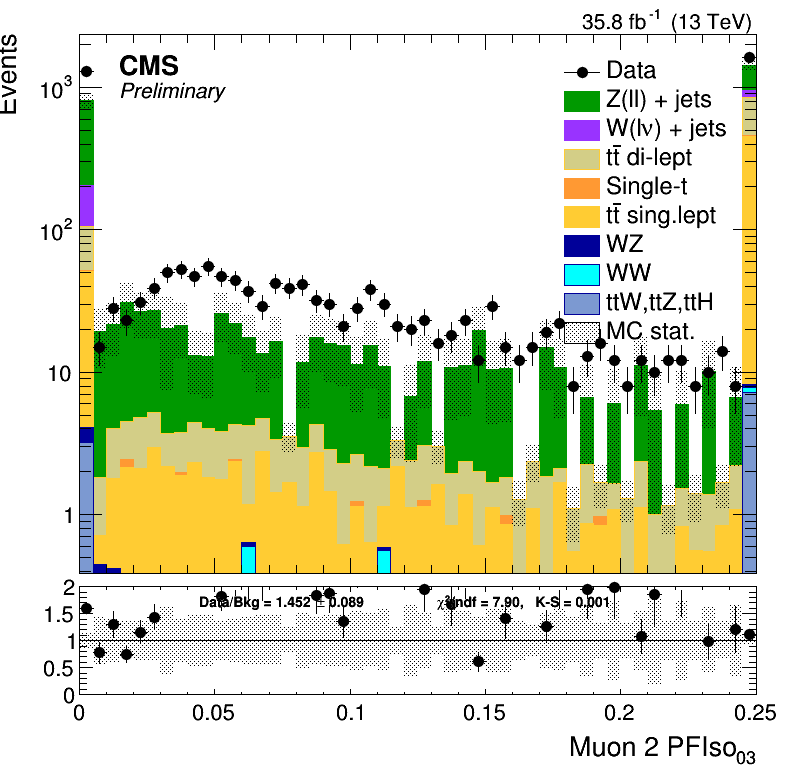 35.8 fb⁻¹ (13 TeV)
Events
CMS
Preliminary
Data
Z(ll) + jets
W(lν) + jets
tt̄ di-lept
Single-t
tt̄ sing.lept
WZ
WW
ttW,ttZ,ttH
MC stat.
10³
10²
10
1
Data/Bkg = 1.452 ± 0.089
χ²/ndf = 7.90, K-S = 0.001
2
1.5
1
0.5
0
0 0.05 0.1 0.15 0.2 0.25
Muon 2 PFIso₀₃